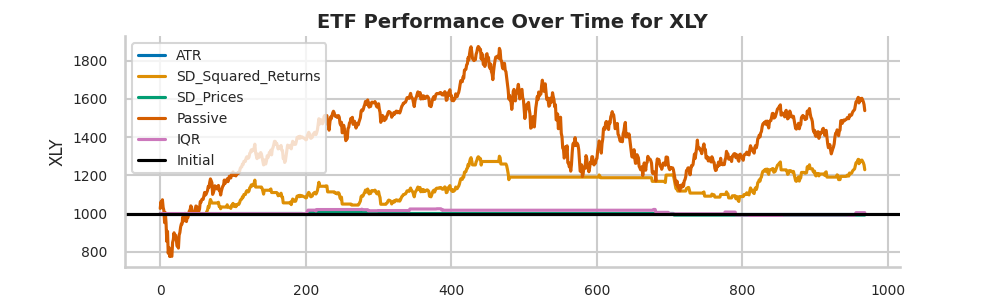 ETF Performance Over Time for XLY
XLY
1800
1600
1400
1200
1000
800
ATR
SD_Squared_Returns
SD_Prices
Passive
IQR
Initial
0 200 400 600 800 1000